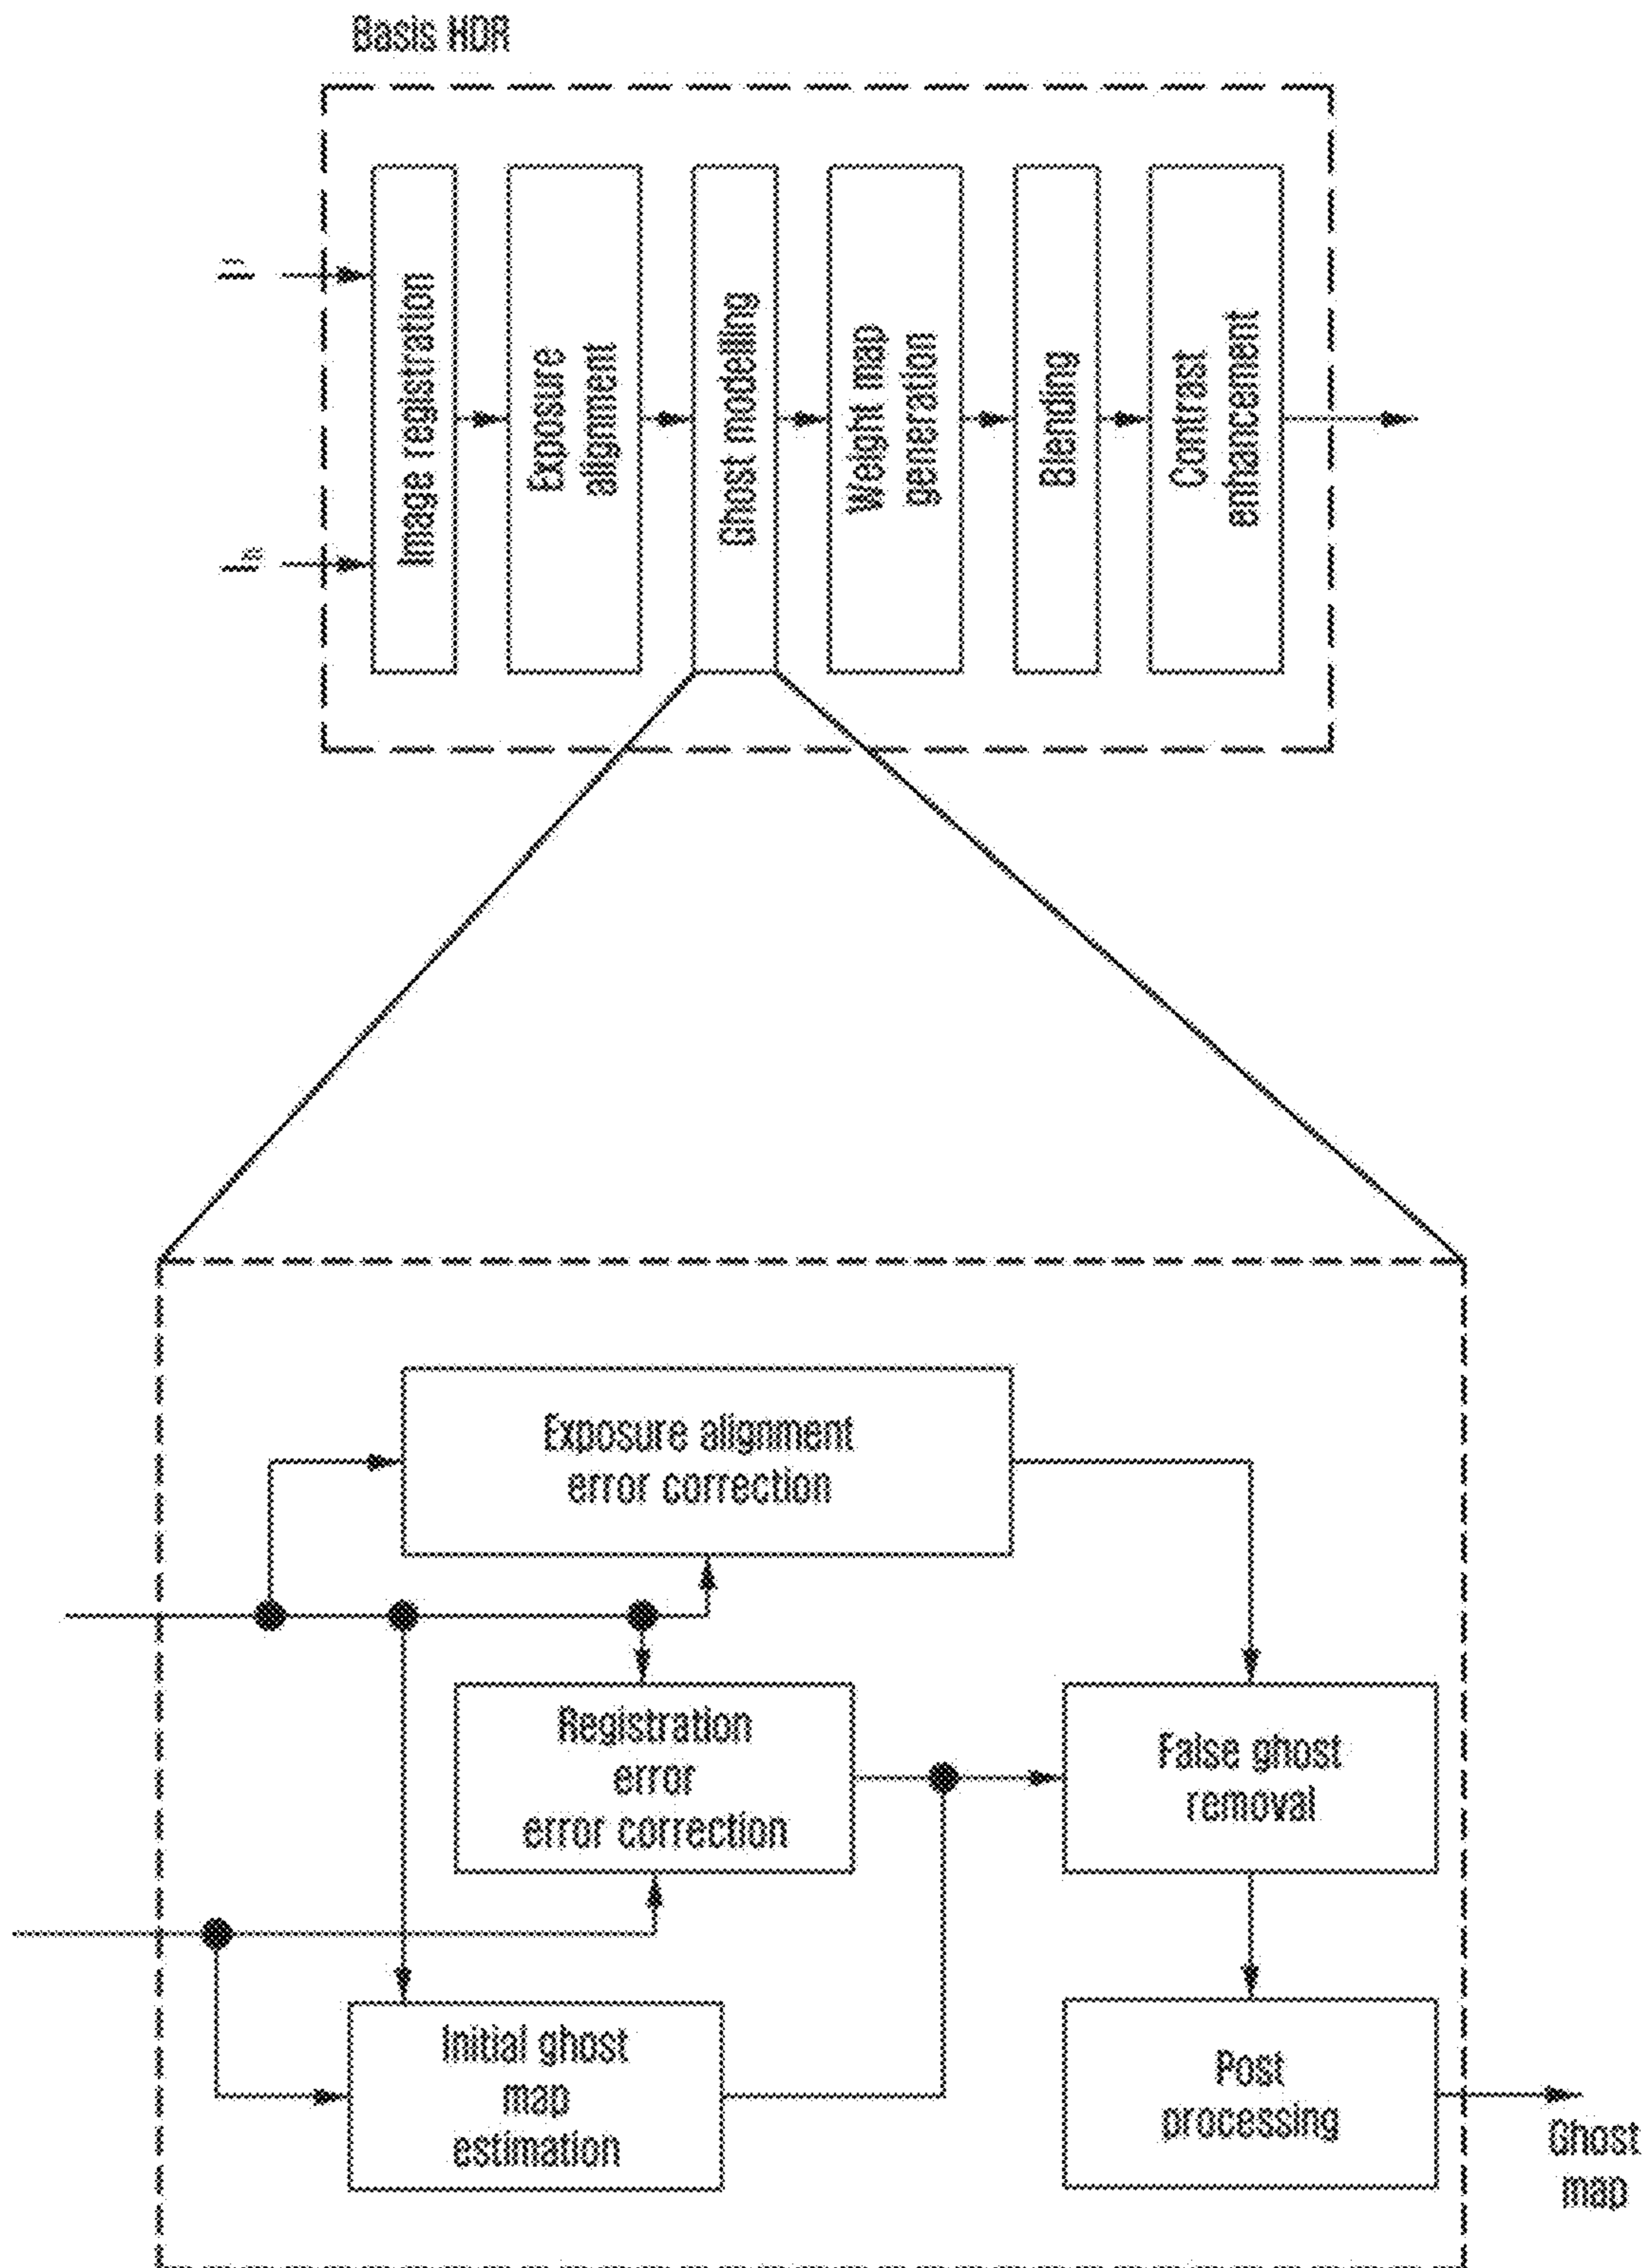 Basis HDR
Image registration
Exposure
alignment
Ghost modelling
Weight map
generation
Blending
Contrast
enhancement
Exposure alignment
error correction
Registration
error
error correction
False ghost
removal
Initial ghost
map
estimation
Post
processing
Ghost
map